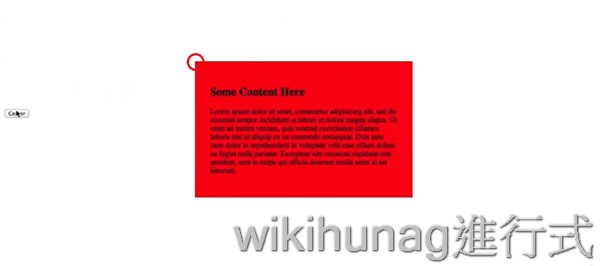 Some Content Here
Center
Lorem ipsum dolor sit amet, consectetur adipiscing elit, sed do
eiusmod tempor incididunt ut labore et dolore magna aliqua. Ut
enim ad minim veniam, quis nostrud exercitation ullamco
laboris nisi ut aliquip ex ea commodo consequat. Duis aute
irure dolor in reprehenderit in voluptate velit esse cillum dolore
eu fugiat nulla pariatur. Excepteur sint occaecat cupidatat non
proident, sunt in culpa qui officia deserunt mollit anim id est
laborum.
wikihunag進行式